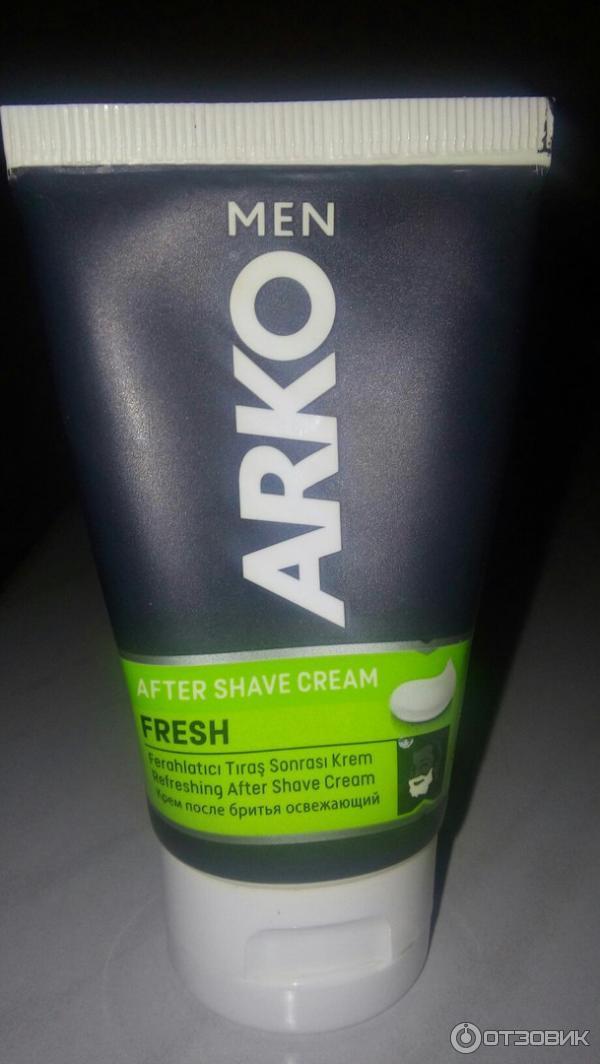 MEN
ARKO
AFTER SHAVE CREAM
FRESH
Ferahlatıcı Tıraş Sonrası Krem
Refreshing After Shave Cream
Крем после бритья освежающий
ОТЗОВИК